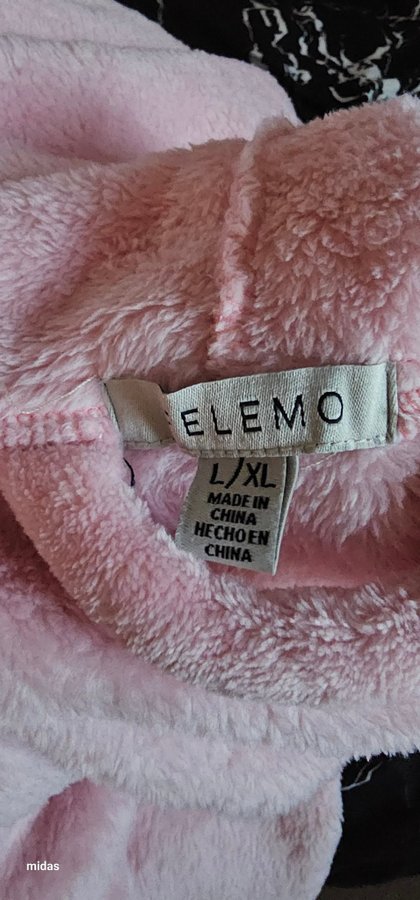 ELEMO
L/XL
MADE IN
CHINA
HECHO EN
CHINA
midas